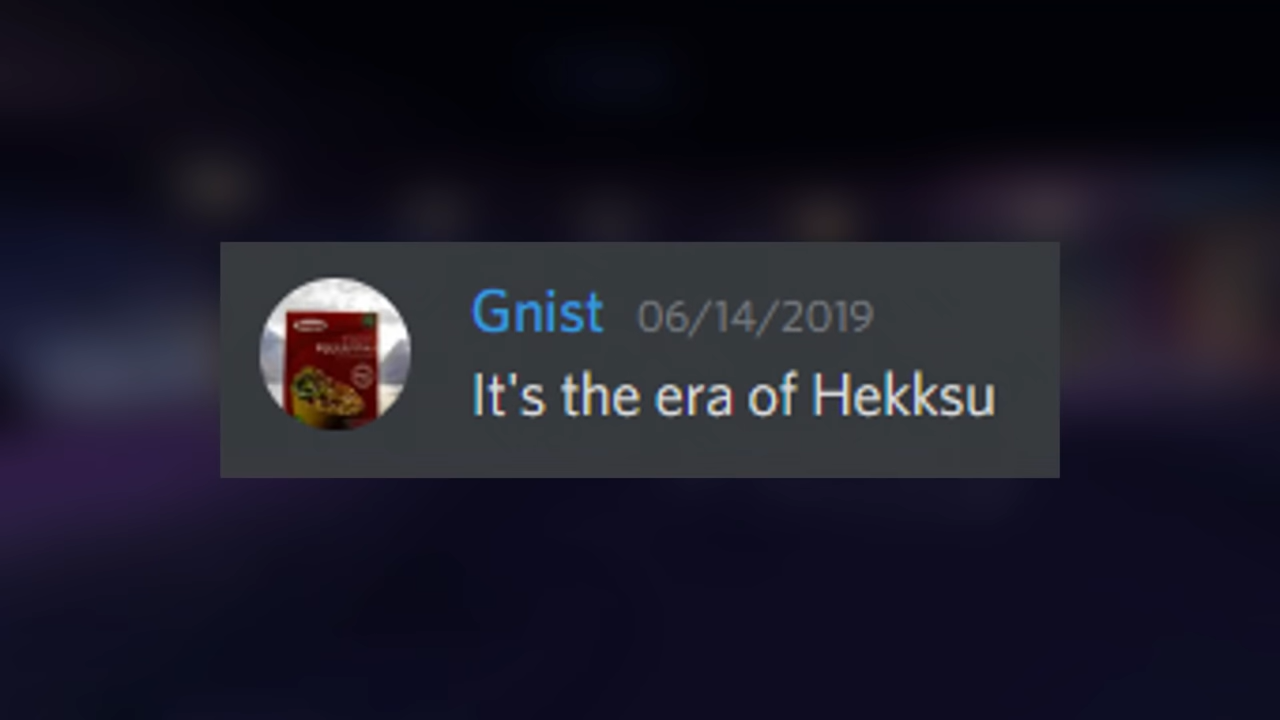 Gnist 06/14/2019
It's the era of Hekksu